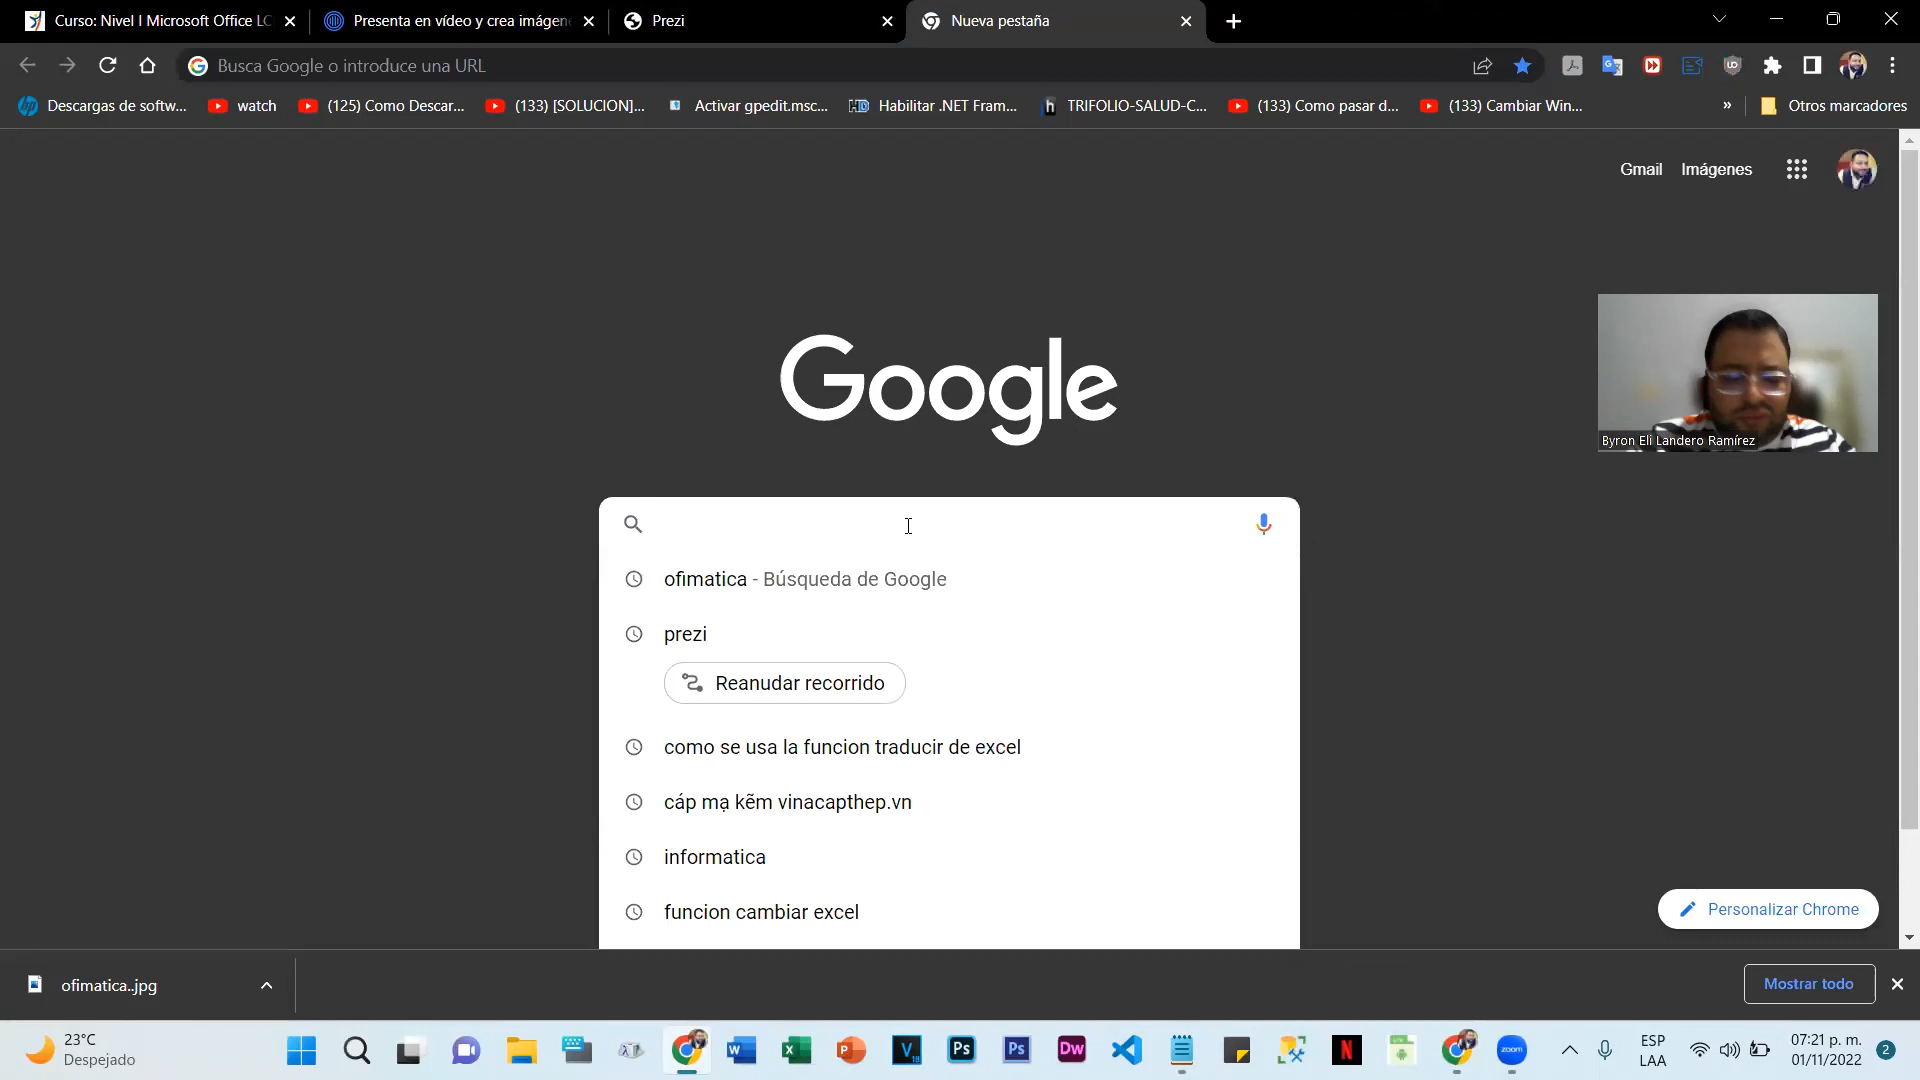 Curso: Nivel I Microsoft Office LC
Presenta en vídeo y crea imágen
Prezi
Nueva pestaña
Busca Google o introduce una URL
Descargas de softw...
watch
(125) Como Descar...
(133) [SOLUCION]...
Activar gpedit.msc...
Habilitar .NET Fram...
TRIFOLIO-SALUD-C...
(133) Como pasar d...
(133) Cambiar Win...
»
Otros marcadores
Gmail
Imágenes
Google
Byron Eli Landero Ramírez
ofimatica - Búsqueda de Google
prezi
Reanudar recorrido
como se usa la funcion traducir de excel
cáp mạ kẽm vinacapthep.vn
informatica
funcion cambiar excel
Personalizar Chrome
ofimatica..jpg
Mostrar todo
23°C
Despejado
ESP
LAA
07:21 p. m.
01/11/2022
2